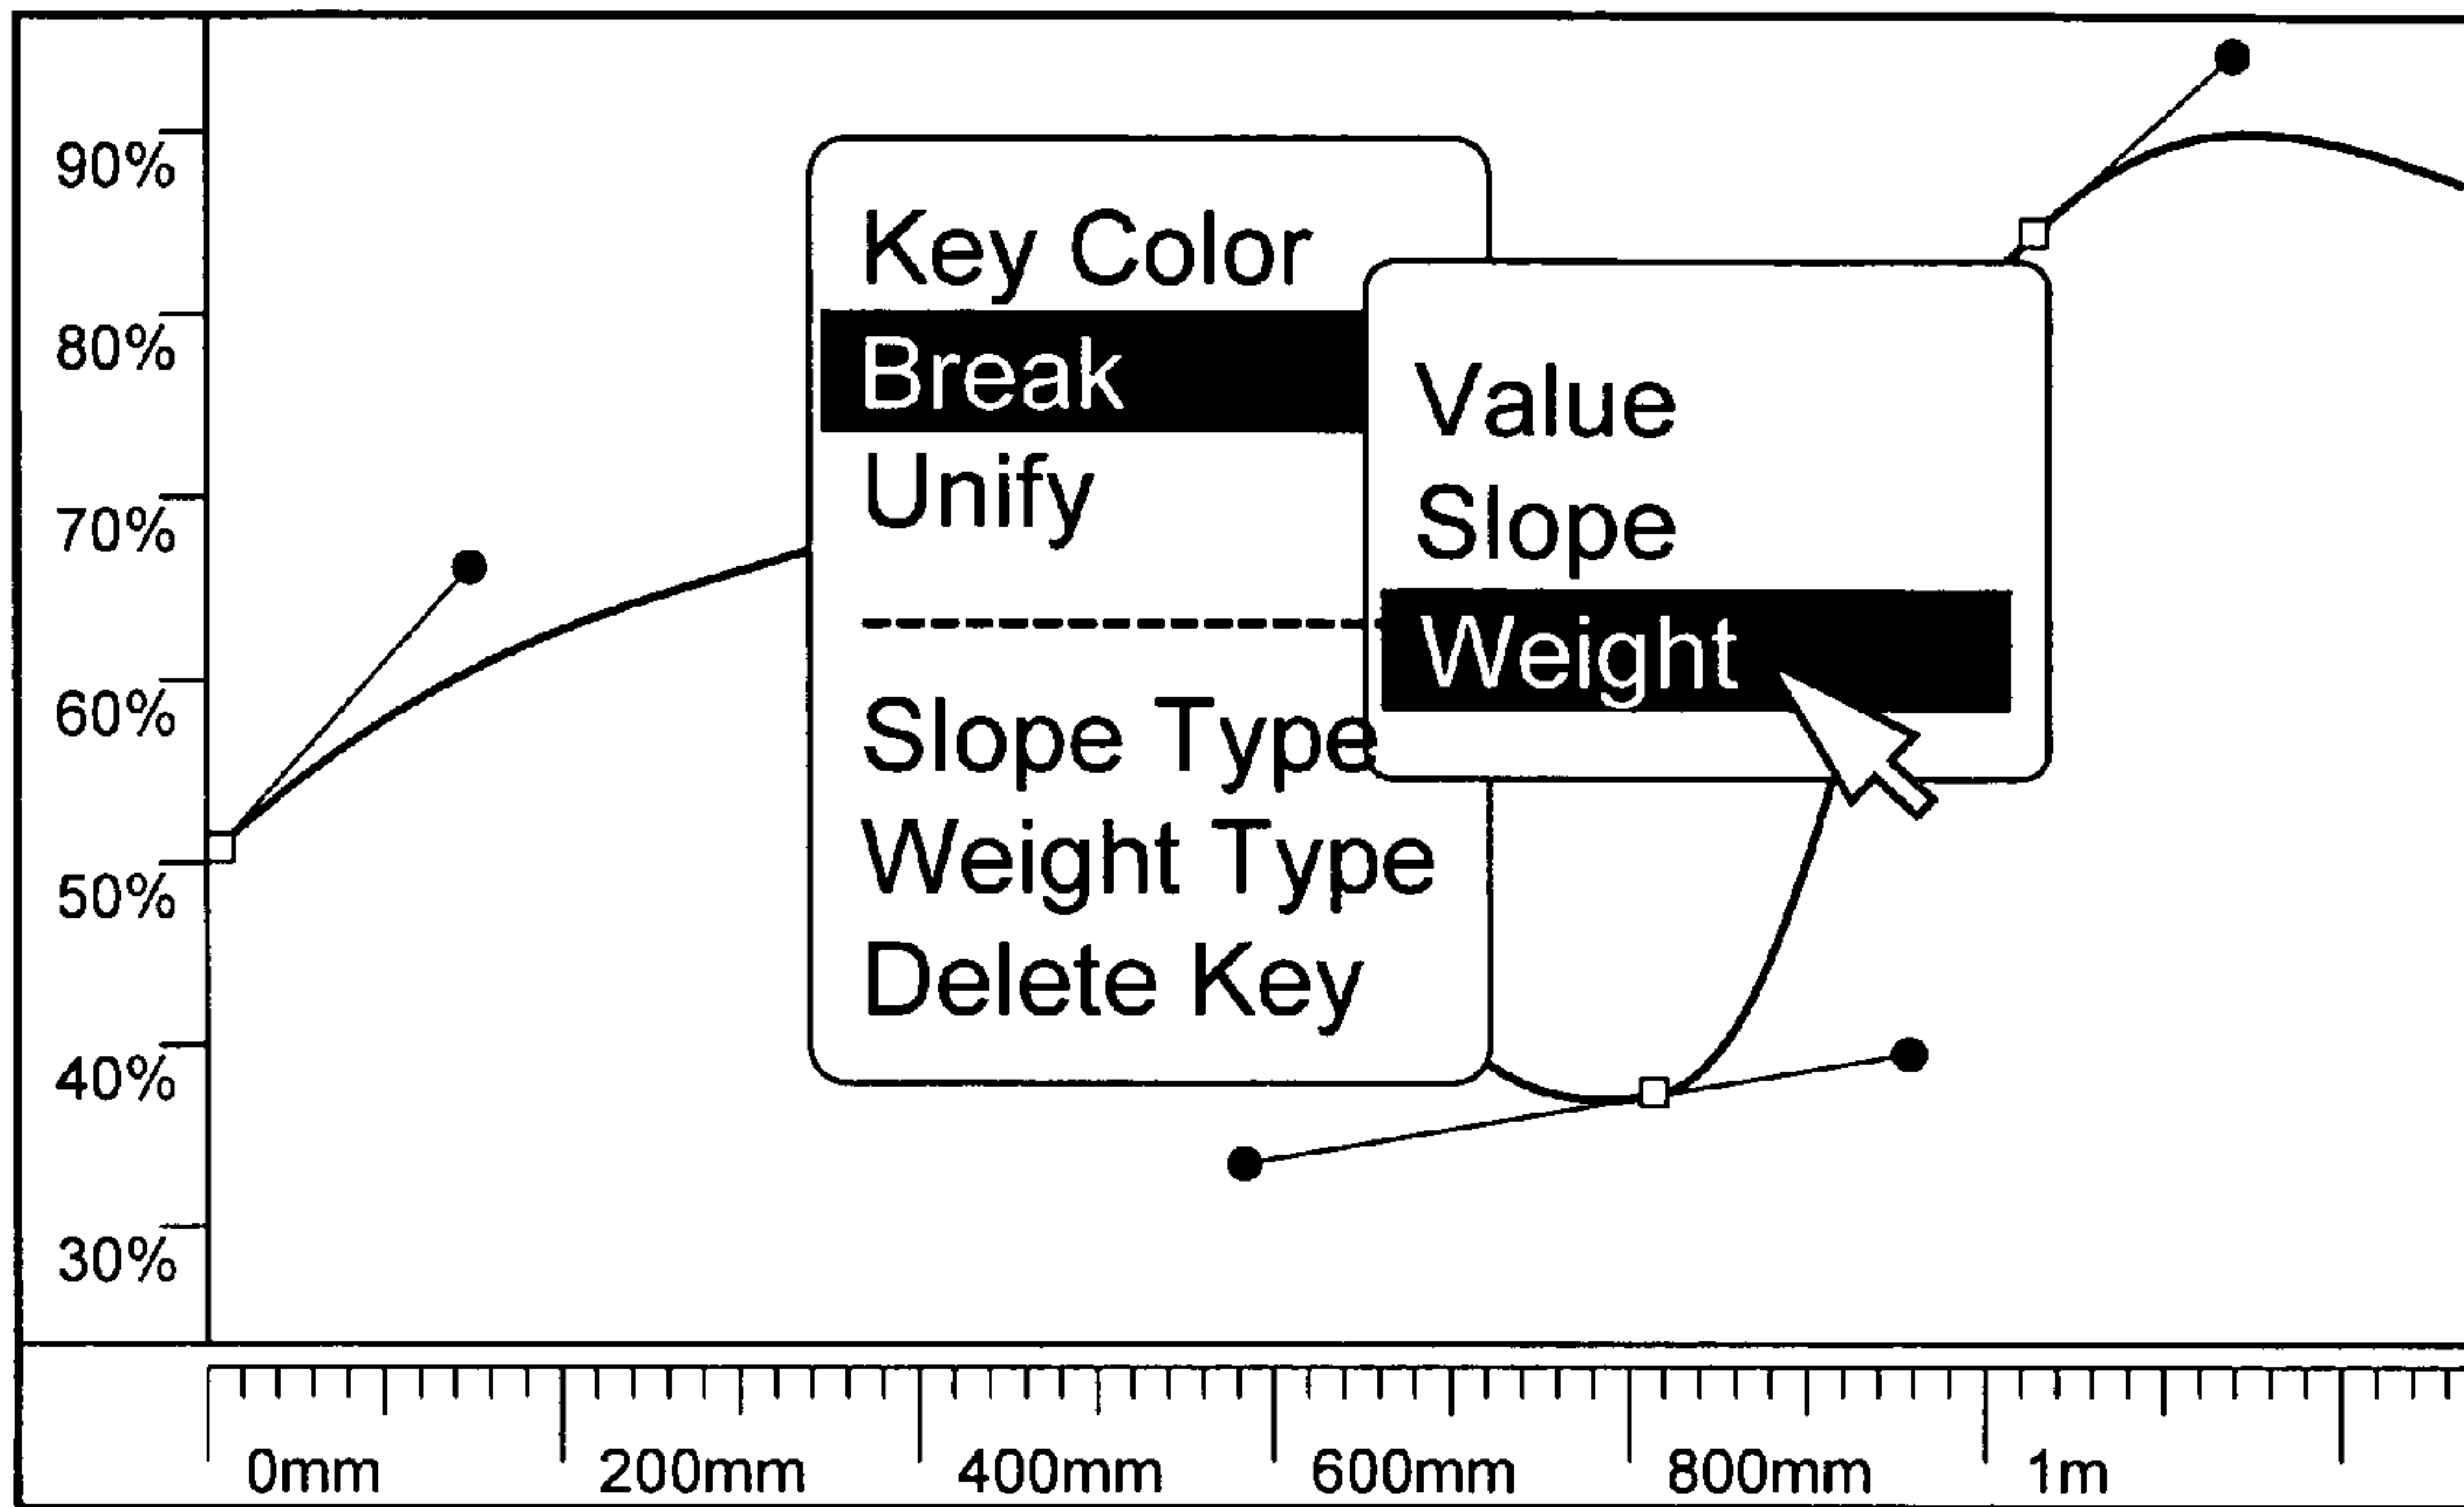 90%
80%
70%
60%
50%
40%
30%
Key Color
Break
Unify
Slope Type
Weight Type
Delete Key
Value
Slope
Weight
0mm 200mm 400mm 600mm 800mm 1m